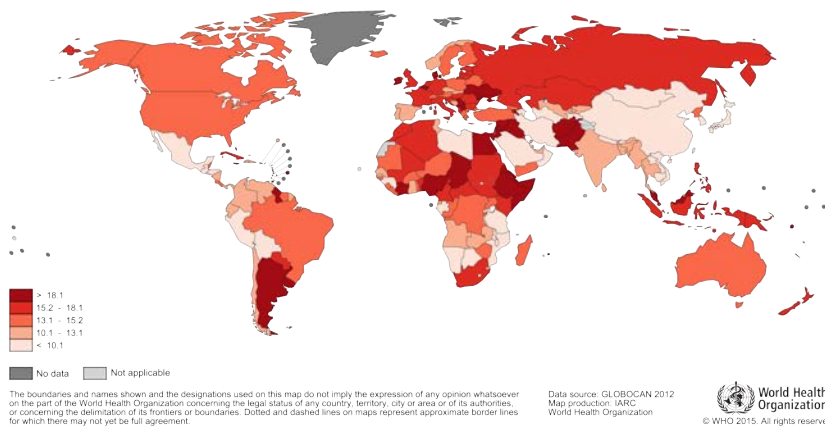 > 18.1
15.2 - 18.1
13.1 - 15.2
10.1 - 13.1
< 10.1
No data
Not applicable
The boundaries and names shown and the designations used on this map do not imply the expression of any opinion whatsoever
on the part of the World Health Organization concerning the legal status of any country, territory, city or area or of its authorities,
or concerning the delimitation of its frontiers or boundaries. Dotted and dashed lines on maps represent approximate border lines
for which there may not yet be full agreement.
Data source: GLOBOCAN 2012
Map production: IARC
World Health Organization
World Health
Organization
© WHO 2015. All rights reserve